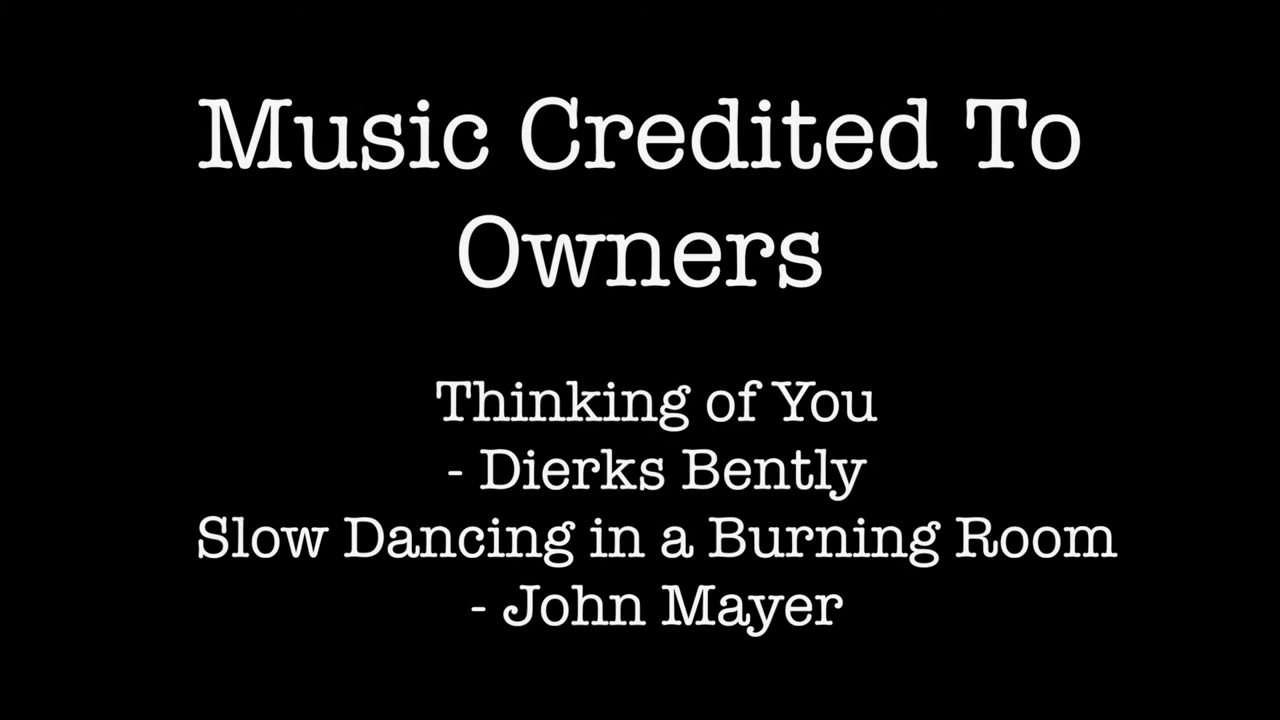 Music Credited To
Owners
Thinking of You
- Dierks Bently
Slow Dancing in a Burning Room
- John Mayer